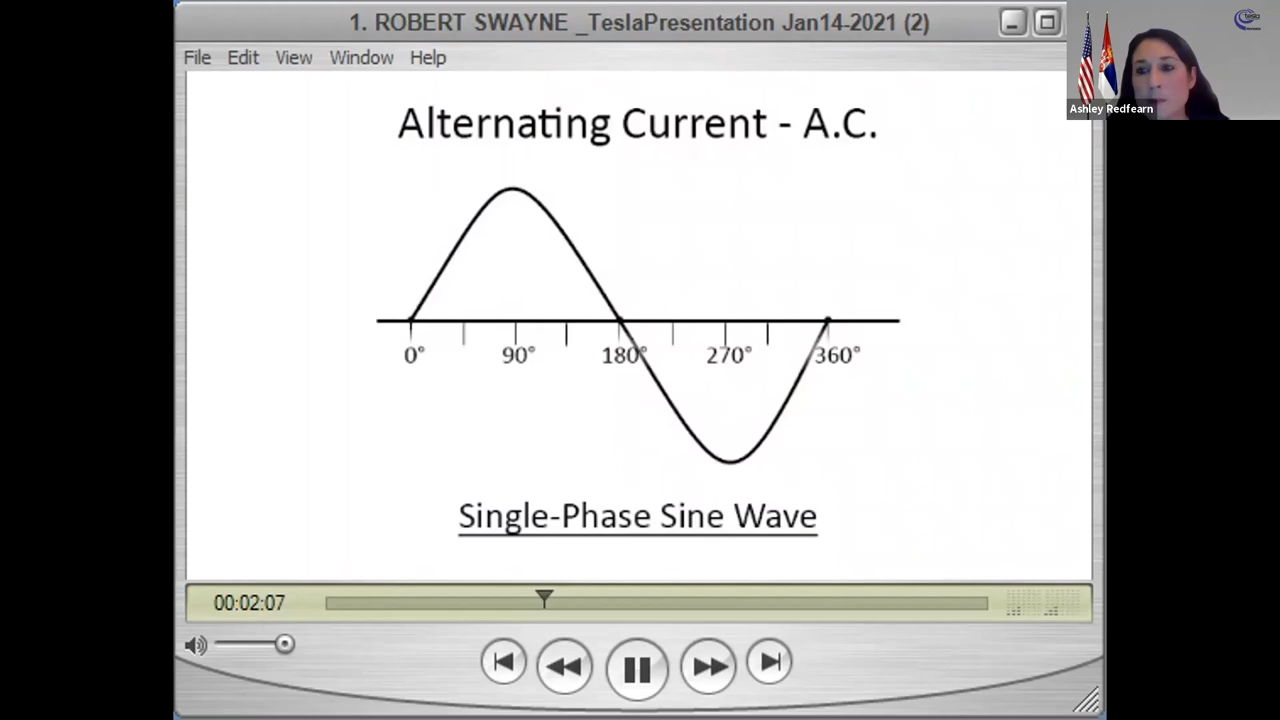 1. ROBERT SWAYNE _TeslaPresentation Jan14-2021 (2)
File Edit View Window Help
Ashley Redfearn
Alternating Current - A.C.
0° 90° 180° 270° 360°
Single-Phase Sine Wave
00:02:07